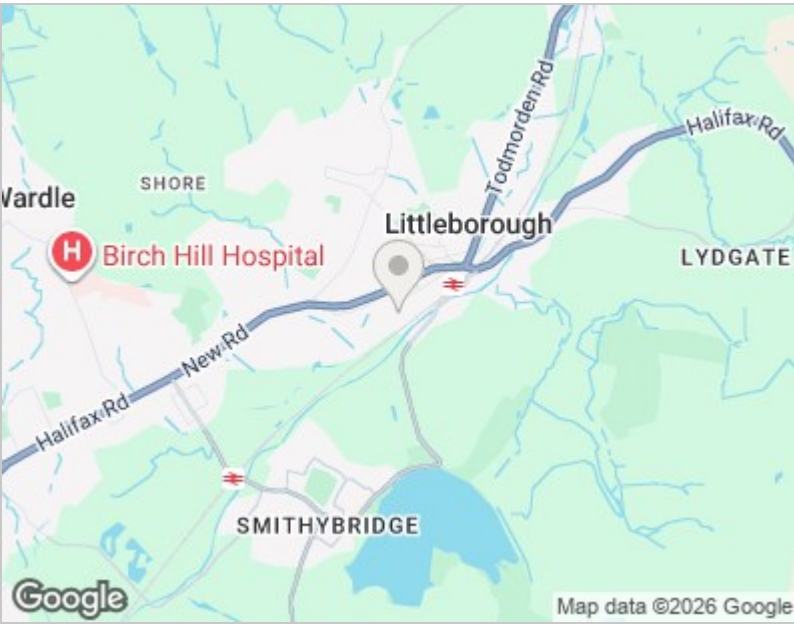 Todmorden Rd
Halifax Rd
SHORE
Wardle
Littleborough
H
Birch Hill Hospital
LYDGATE
New Rd
Halifax Rd
SMITHYBRIDGE
Google
Map data ©2026 Google